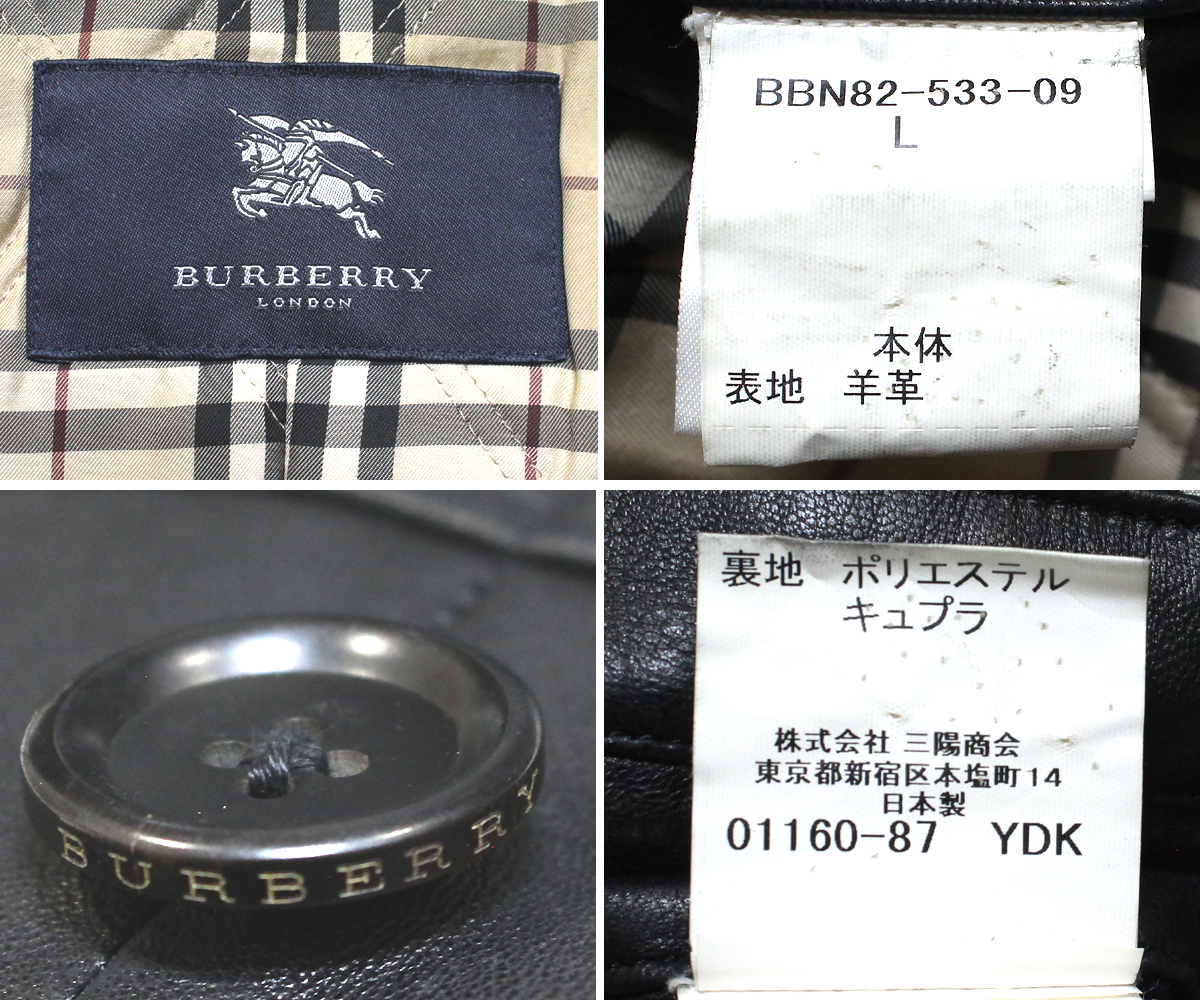 BURBERRY
LONDON
BBN82-533-09
L
本体
表地　羊革
BURBERRY
裏地　ポリエステル
キュプラ
株式会社 三陽商会
東京都新宿区本塩町14
日本製
01160-87　YDK